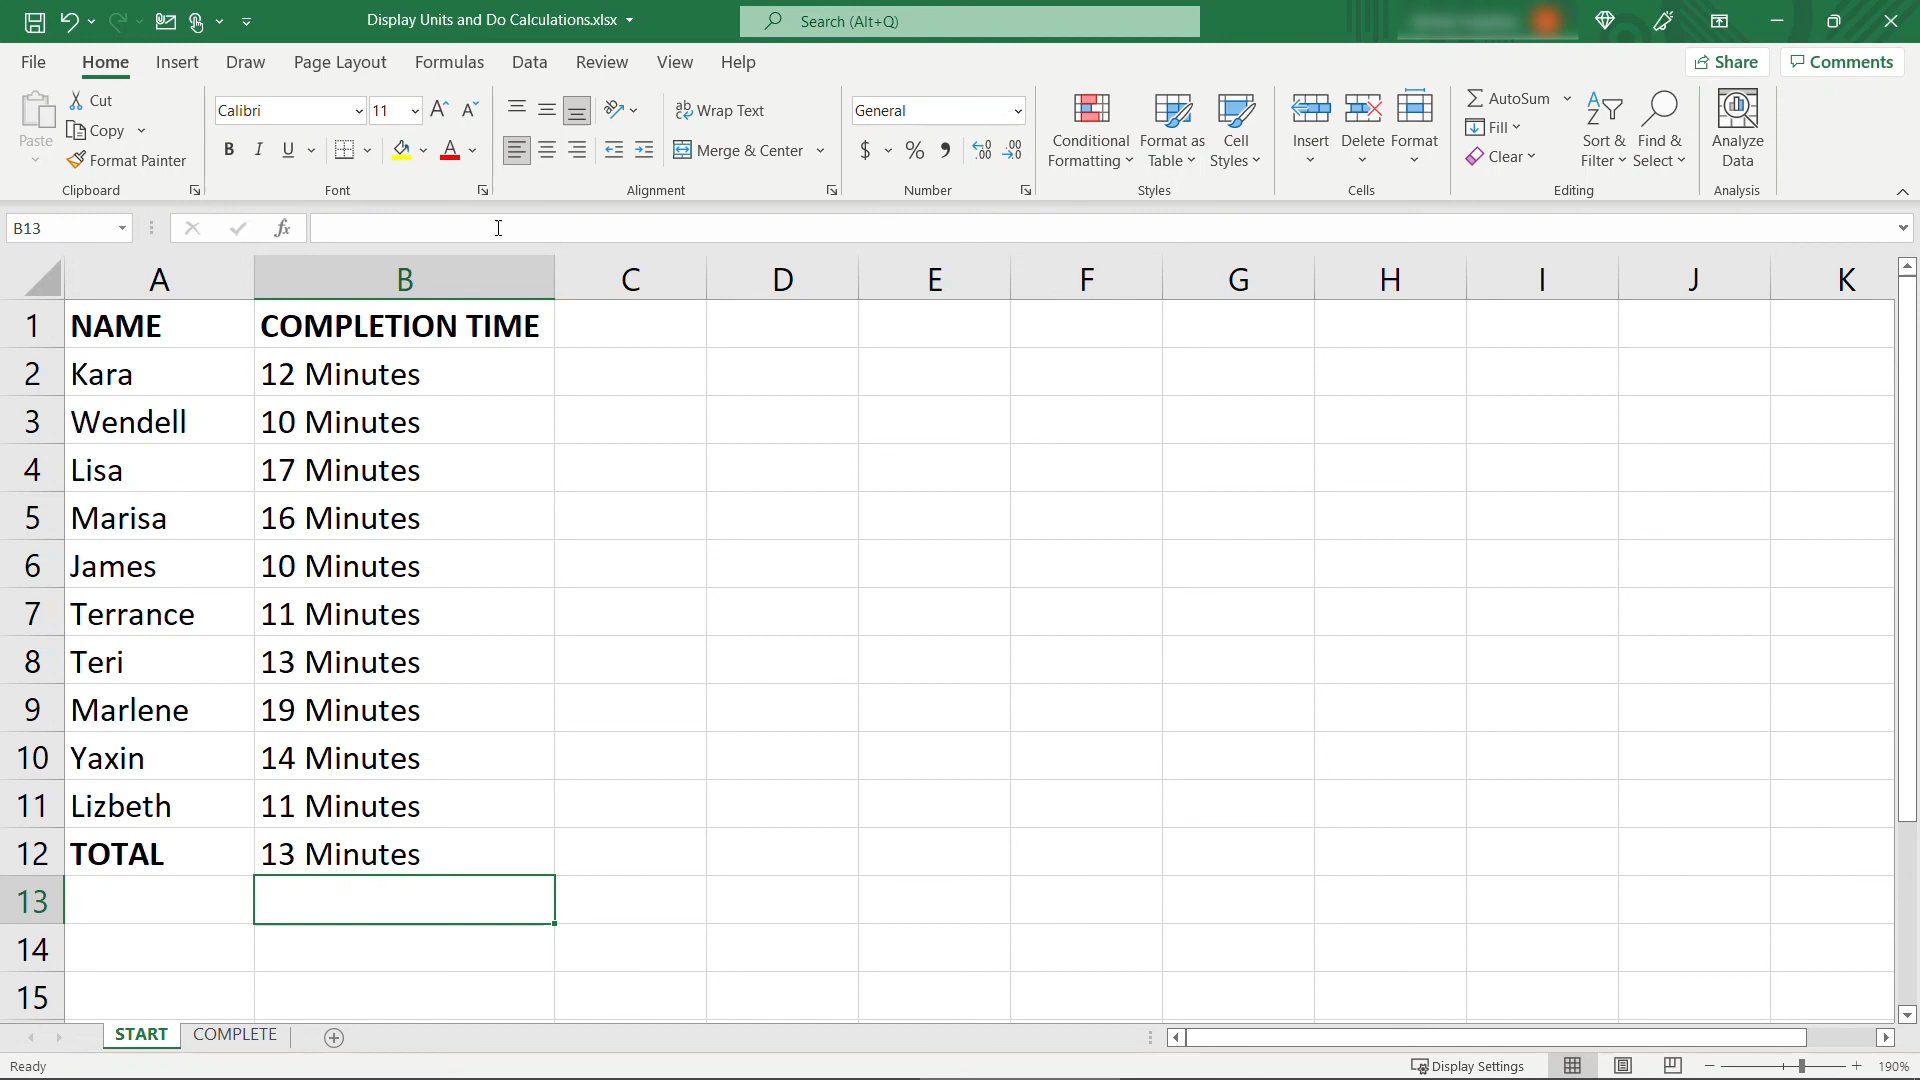 Display Units and Do Calculations.xlsx
Search (Alt+Q)
File Home Insert Draw Page Layout Formulas Data Review View Help
Share Comments
Paste
Cut
Copy
Format Painter
Clipboard
Calibri 11
B I U A
Font
Wrap Text
Merge & Center
Alignment
General
$ % 9
Number
Conditional Formatting
Format as Table
Cell Styles
Styles
Insert Delete Format
Cells
AutoSum
Fill
Clear
Sort & Filter
Find & Select
Editing
Analyze Data
Analysis
B13 fx
A B C D E F G H I J K
1 NAME COMPLETION TIME
2 Kara 12 Minutes
3 Wendell 10 Minutes
4 Lisa 17 Minutes
5 Marisa 16 Minutes
6 James 10 Minutes
7 Terrance 11 Minutes
8 Teri 13 Minutes
9 Marlene 19 Minutes
10 Yaxin 14 Minutes
11 Lizbeth 11 Minutes
12 TOTAL 13 Minutes
13
14
15
START COMPLETE
Ready Display Settings 190%